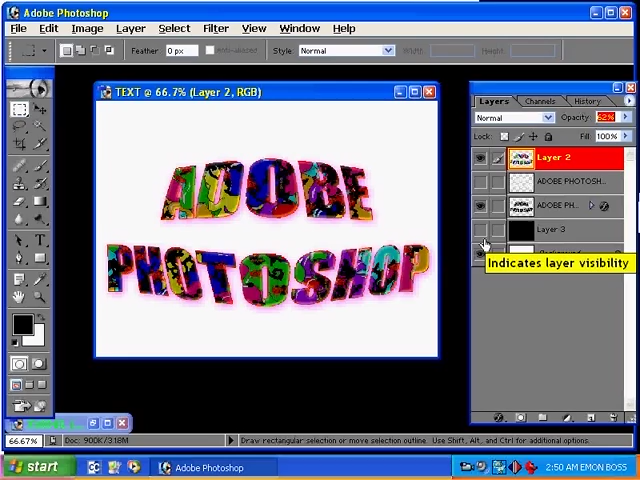 Adobe Photoshop
File Edit Image Layer Select Filter View Window Help
Feather 0 px Anti-aliased Style: Normal Width: Height:
TEXT @ 66.7% (Layer 2, RGB)
ADOBE
PHOTOSHOP
Layers Channels History
Normal Opacity: 62%
Lock: Fill: 100%
Layer 2
ADOBE PHOTOSH...
ADOBE PH...
Layer 3
Indicates layer visibility
66.67% Doc: 900K/3.18M Draw rectangular selection or move selection outline. Use Shift, Alt, and Ctrl for additional options.
start Adobe Photoshop 2:50 AM EMON BOSS